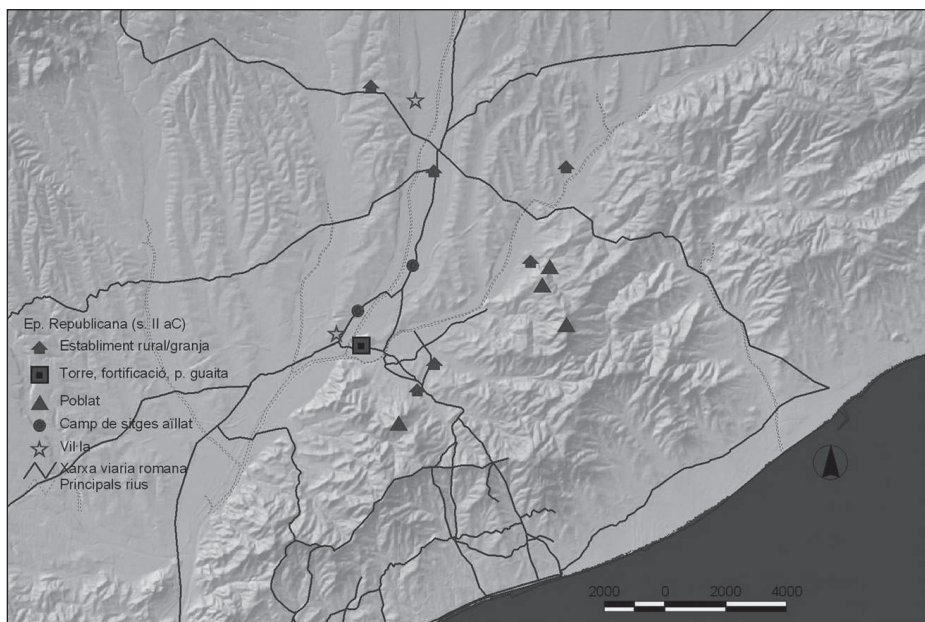 Ep. Republicana (s. II aC)
Establiment rural/granja
Torre, fortificació, p. guaita
Poblat
Camp de sitges aïllat
Vil·la
Xarxa viaria romana
Principals rius
2000 0 2000 4000